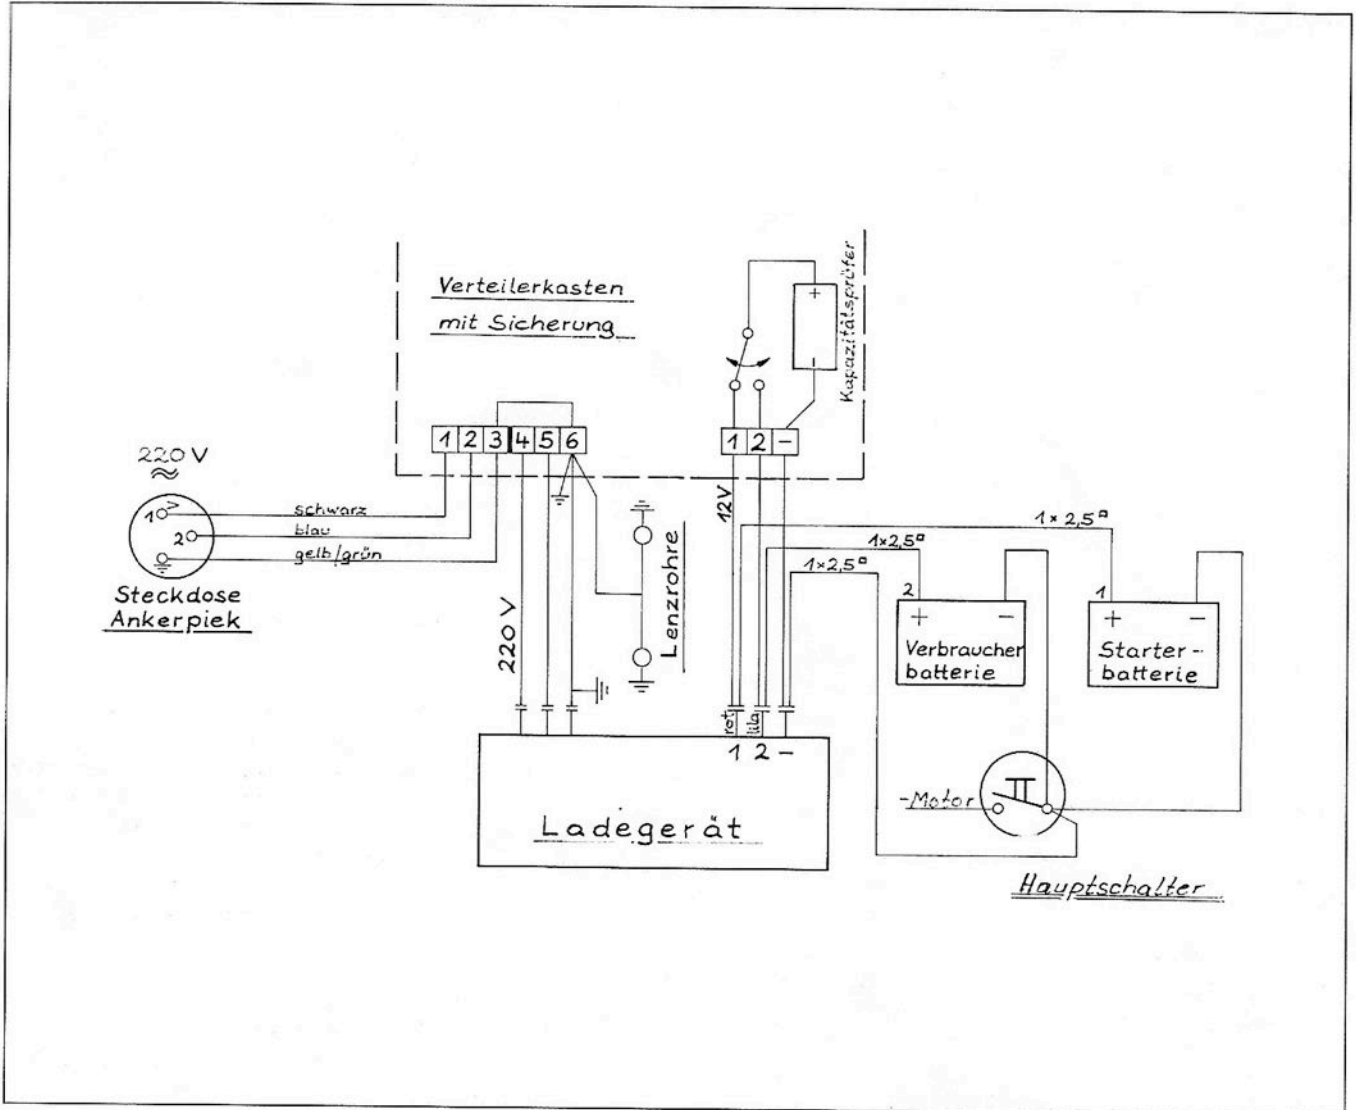 Verteilerkasten
mit Sicherung
Kapazitätsprüfer
+
-
1 2 3 4 5 6
1 2 -
220 V
1
2
schwarz
blau
gelb/grün
Steckdose
Ankerpiek
220 V
Lenzrohre
12V
1×2,5▫
1×2,5▫
1×2,5▫
2
+ -
Verbraucher
batterie
1
+ -
Starter-
batterie
rot
lila
1 2 -
Ladegerät
-Motor
Hauptschalter